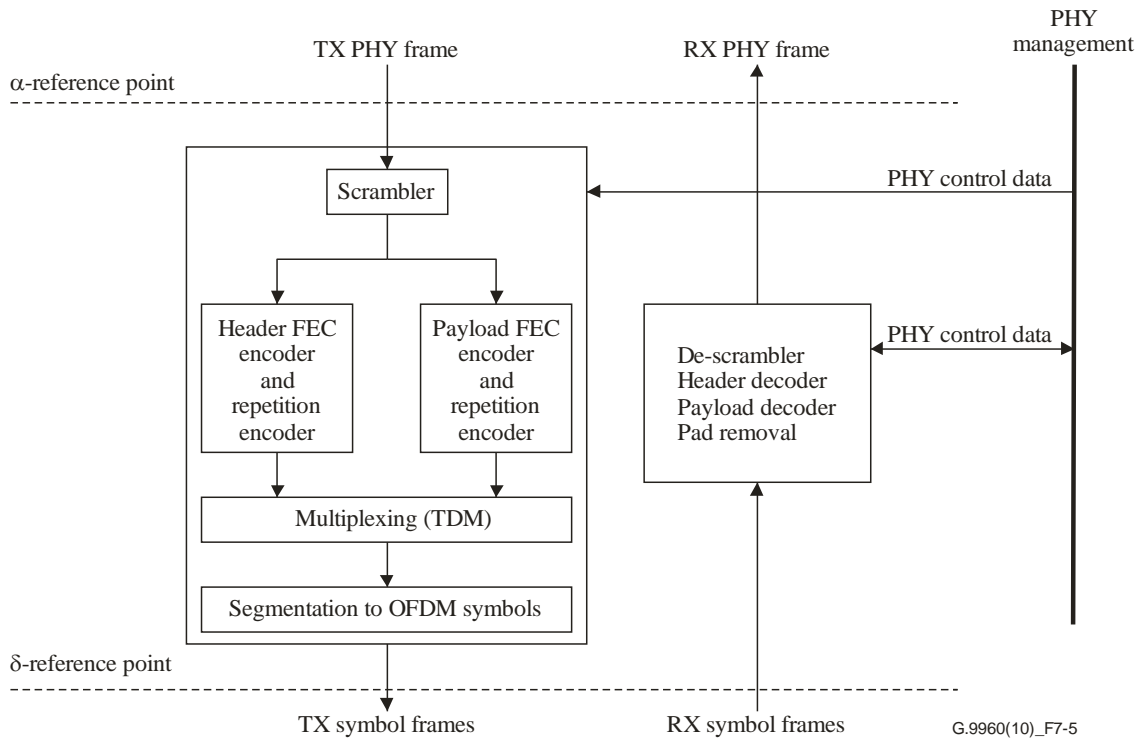 PHY
management
TX PHY frame
RX PHY frame
α-reference point
PHY control data
Scrambler
Header FEC
encoder
and
repetition
encoder
Payload FEC
encoder
and
repetition
encoder
De-scrambler
Header decoder
Payload decoder
Pad removal
PHY control data
Multiplexing (TDM)
Segmentation to OFDM symbols
δ-reference point
TX symbol frames
RX symbol frames
G.9960(10)_F7-5